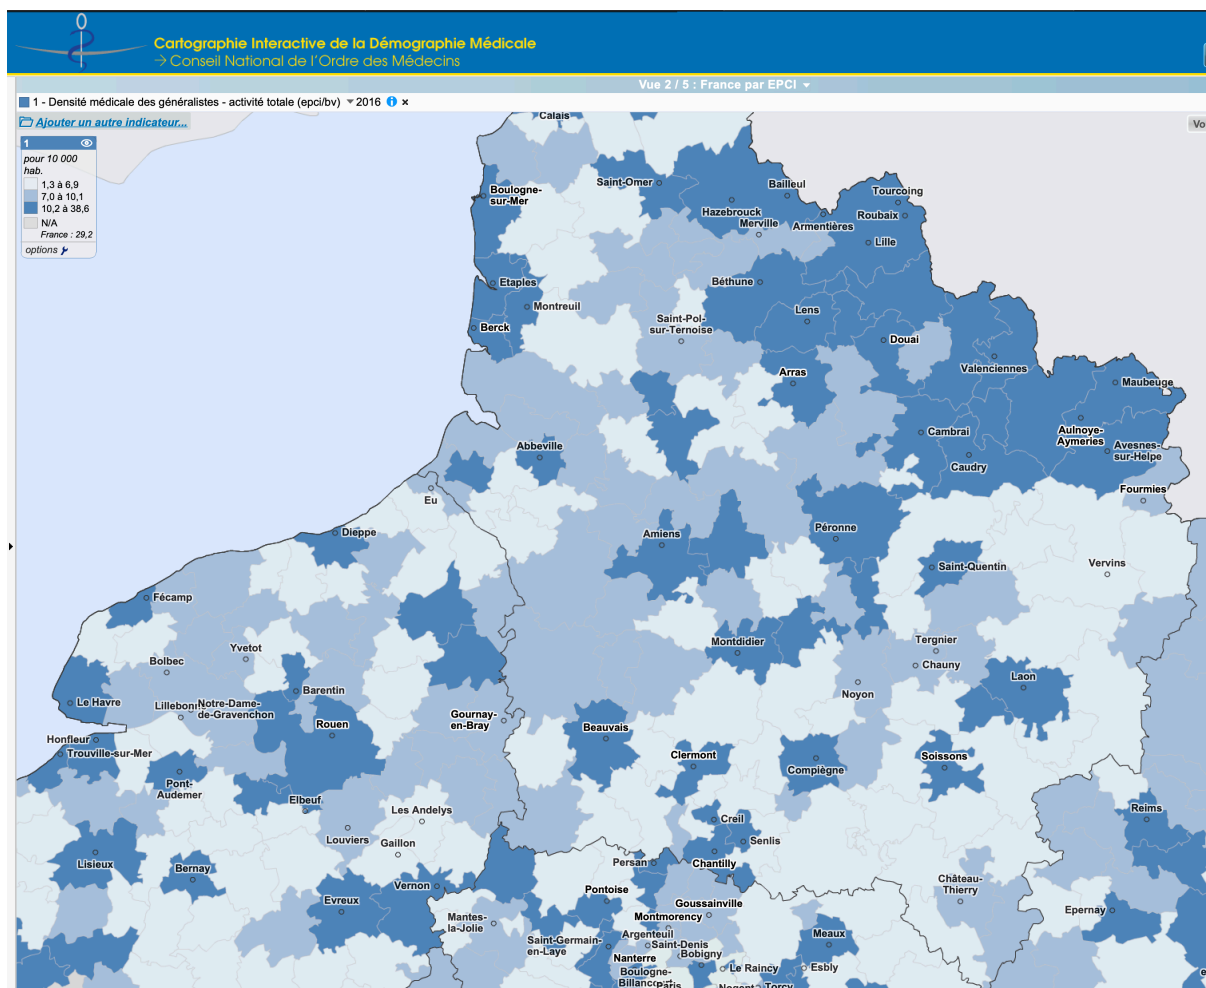 Cartographie Interactive de la Démographie Médicale
→ Conseil National de l'Ordre des Médecins
Vue 2 / 5 : France par EPCI
1 - Densité médicale des généralistes - activité totale (epci/bv) 2016
Ajouter un autre indicateur...
Vo
1
pour 10 000
hab.
1,3 à 6,9
7,0 à 10,1
10,2 à 38,6
N/A
France : 29,2
options
Calais
Saint-Omer
Bailleul
Tourcoing
Boulogne-
sur-Mer
Hazebrouck
Merville
Armentières
Roubaix
Lille
Etaples
Béthune
Montreuil
Lens
Saint-Pol-
sur-Ternoise
Berck
Douai
Arras
Valenciennes
Maubeuge
Cambrai
Aulnoye-
Aymeries
Abbeville
Avesnes-
sur-Helpe
Caudry
Fourmies
Eu
Dieppe
Amiens
Péronne
Saint-Quentin
Vervins
Fécamp
Montdidier
Tergnier
Yvetot
Bolbec
Chauny
Laon
Barentin
Noyon
Le Havre
Lillebonne
Notre-Dame-
de-Gravenchon
Rouen
Gournay-
en-Bray
Beauvais
Honfleur
Trouville-sur-Mer
Clermont
Compiègne
Soissons
Pont-
Audemer
Elbeuf
Les Andelys
Reims
Creil
Louviers
Gaillon
Senlis
Lisieux
Bernay
Persan
Chantilly
Château-
Thierry
Vernon
Pontoise
Evreux
Goussainville
Epernay
Mantes-
la-Jolie
Montmorency
Argenteuil
Meaux
Saint-Germain-
en-Laye
Saint-Denis
Bobigny
Nanterre
Le Raincy
Esbly
Boulogne-
Billancourt
Paris
Nogent
Torcy